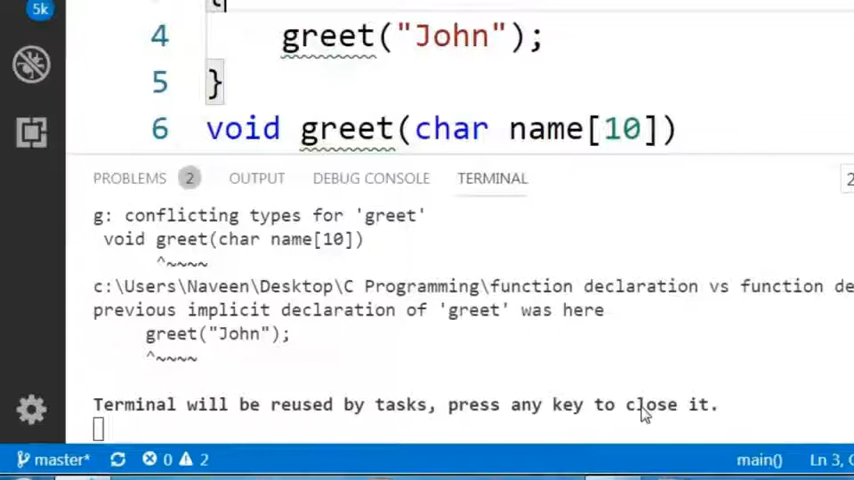 5k
{
4 greet("John");
5 }
6 void greet(char name[10])
PROBLEMS 2 OUTPUT DEBUG CONSOLE TERMINAL 2
g: conflicting types for 'greet'
void greet(char name[10])
^~~~~
c:\Users\Naveen\Desktop\C Programming\function declaration vs function de
previous implicit declaration of 'greet' was here
greet("John");
^~~~~
Terminal will be reused by tasks, press any key to close it.
master* 0 2 main() Ln 3,